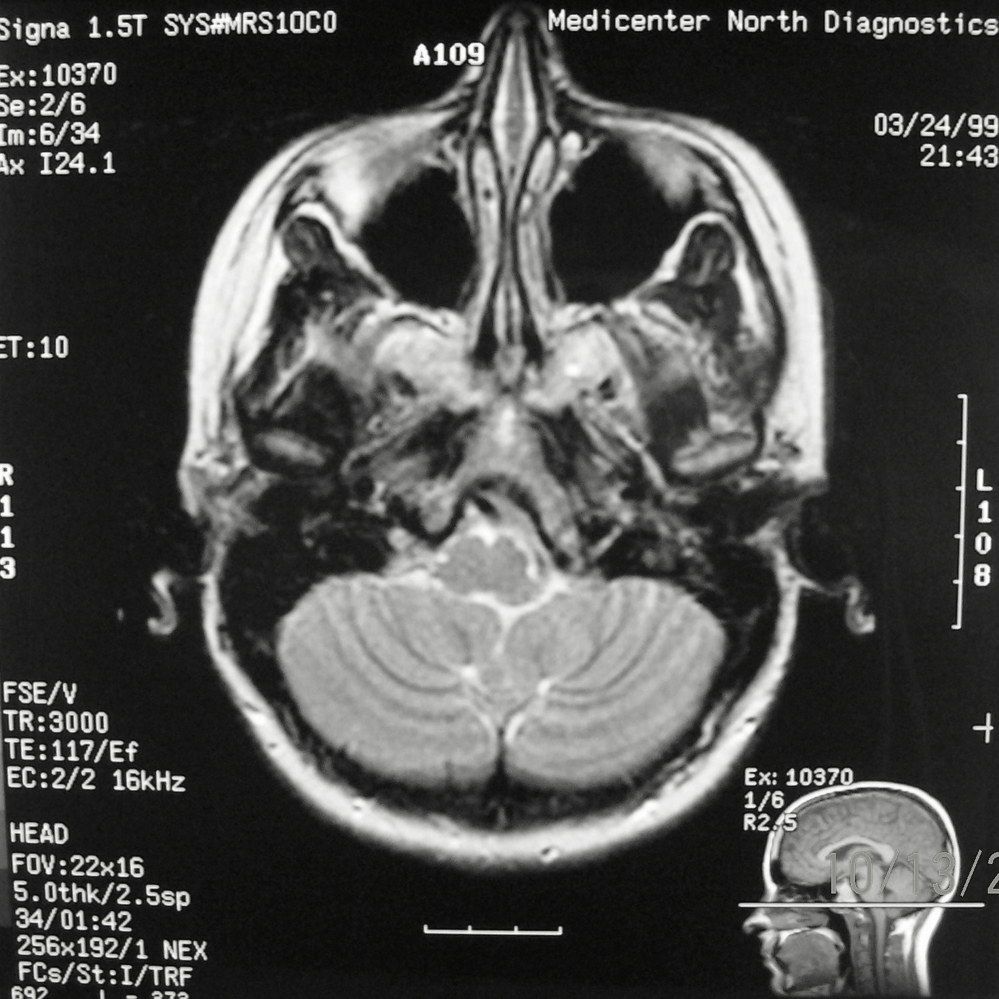 Signa 1.5T SYS#MRS10C0
Medicenter North Diagnostics
A109
Ex:10370
Se:2/6
Im:6/34
Ax I24.1
03/24/99
21:43
ET:10
R
1
1
3
L
1
0
8
FSE/V
TR:3000
TE:117/Ef
EC:2/2 16kHz
HEAD
FOV:22x16
5.0thk/2.5sp
34/01:42
256x192/1 NEX
FCs/St:I/TRF
Ex: 10370
1/6
R2.5
10/13/2